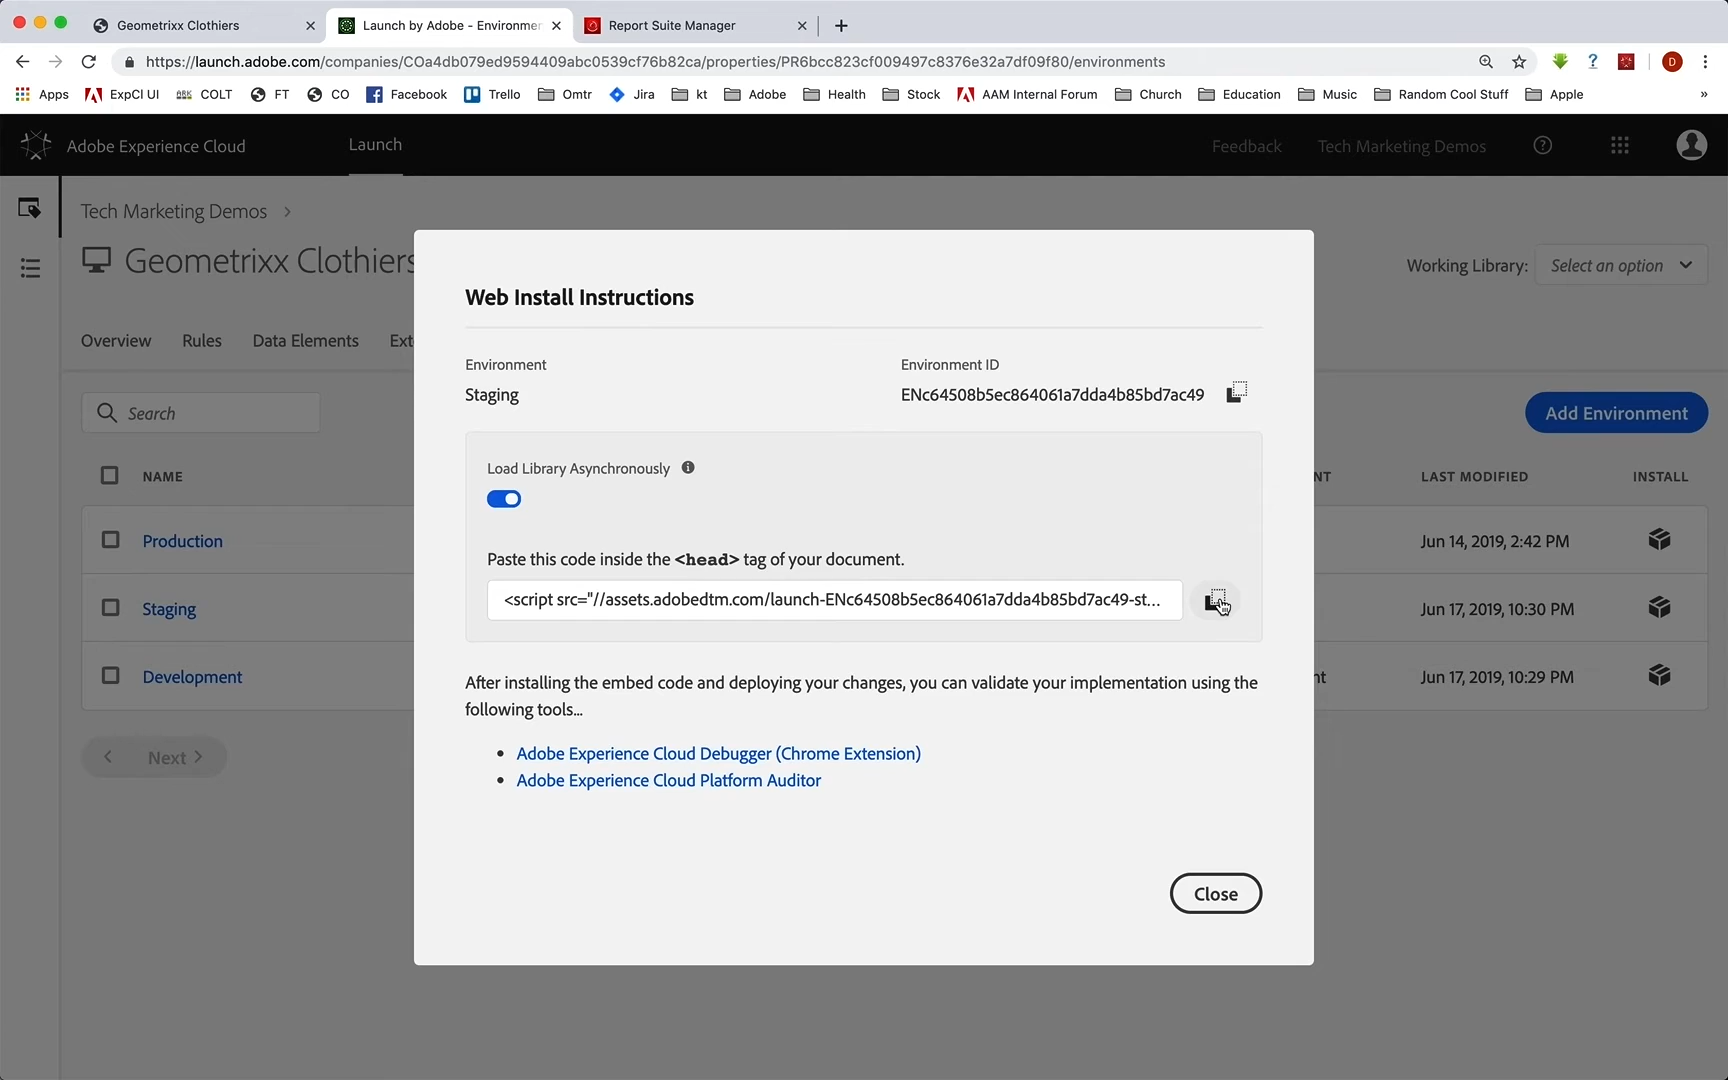 Geometrixx Clothiers
Launch by Adobe - Environmen
Report Suite Manager
https://launch.adobe.com/companies/COa4db079ed9594409abc0539cf76b82ca/properties/PR6bcc823cf009497c8376e32a7df09f80/environments
D
Apps ExpCl UI COLT FT CO Facebook Trello Omtr Jira kt Adobe Health Stock AAM Internal Forum Church Education Music Random Cool Stuff Apple »
Adobe Experience Cloud Launch Feedback Tech Marketing Demos
Tech Marketing Demos
Geometrixx Clothiers
Working Library: Select an option
Overview Rules Data Elements Ext
Search
Add Environment
NAME NT LAST MODIFIED INSTALL
Production Jun 14, 2019, 2:42 PM
Staging Jun 17, 2019, 10:30 PM
Development nt Jun 17, 2019, 10:29 PM
Next
Web Install Instructions
Environment Environment ID
Staging ENc64508b5ec864061a7dda4b85bd7ac49
Load Library Asynchronously
Paste this code inside the <head> tag of your document.
<script src="//assets.adobedtm.com/launch-ENc64508b5ec864061a7dda4b85bd7ac49-st...
After installing the embed code and deploying your changes, you can validate your implementation using the
following tools...
• Adobe Experience Cloud Debugger (Chrome Extension)
• Adobe Experience Cloud Platform Auditor
Close